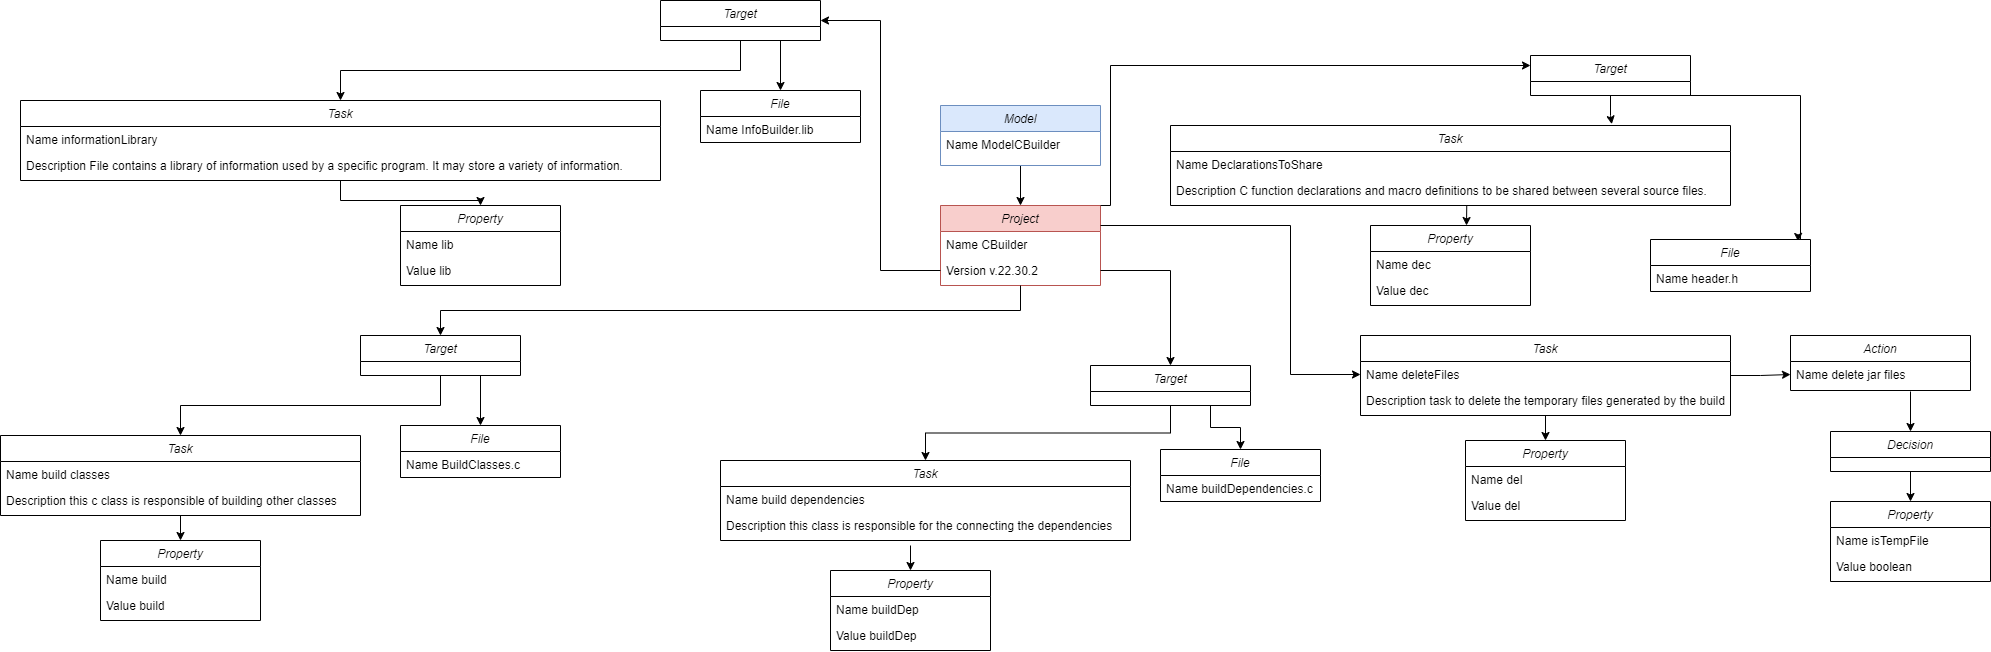 Target
Task
Name informationLibrary
Description File contains a library of information used by a specific program. It may store a variety of information.
File
Name InfoBuilder.lib
Property
Name lib
Value lib
Model
Name ModelCBuilder
Project
Name CBuilder
Version v.22.30.2
Target
Task
Name DeclarationsToShare
Description C function declarations and macro definitions to be shared between several source files.
Property
Name dec
Value dec
File
Name header.h
Target
Task
Name build classes
Description this c class is responsible of building other classes
File
Name BuildClasses.c
Property
Name build
Value build
Target
Task
Name build dependencies
Description this class is responsible for the connecting the dependencies
File
Name buildDependencies.c
Property
Name buildDep
Value buildDep
Task
Name deleteFiles
Description task to delete the temporary files generated by the build
Property
Name del
Value del
Action
Name delete jar files
Decision
Property
Name isTempFile
Value boolean